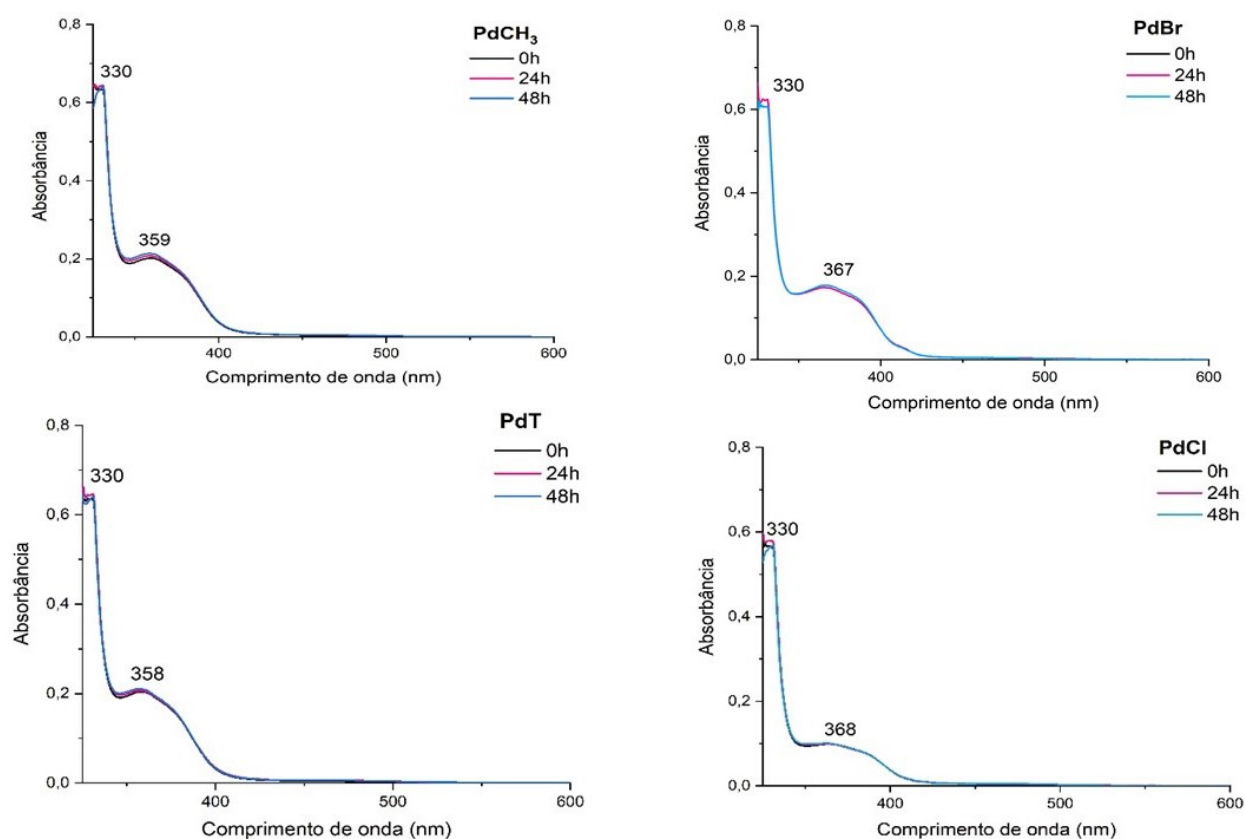 PdCH₃
0h
24h
48h
0,8
0,6
0,4
0,2
0,0
330
359
400
500
600
Absorbância
Comprimento de onda (nm)
PdBr
0h
24h
48h
0,8
0,6
0,4
0,2
0,0
330
367
400
500
600
Absorbância
Comprimento de onda (nm)
PdT
0h
24h
48h
0,8
0,6
0,4
0,2
0,0
330
358
400
500
600
Absorbância
Comprimento de onda (nm)
PdCl
0h
24h
48h
0,8
0,6
0,4
0,2
0,0
330
368
400
500
600
Absorbância
Comprimento de onda (nm)